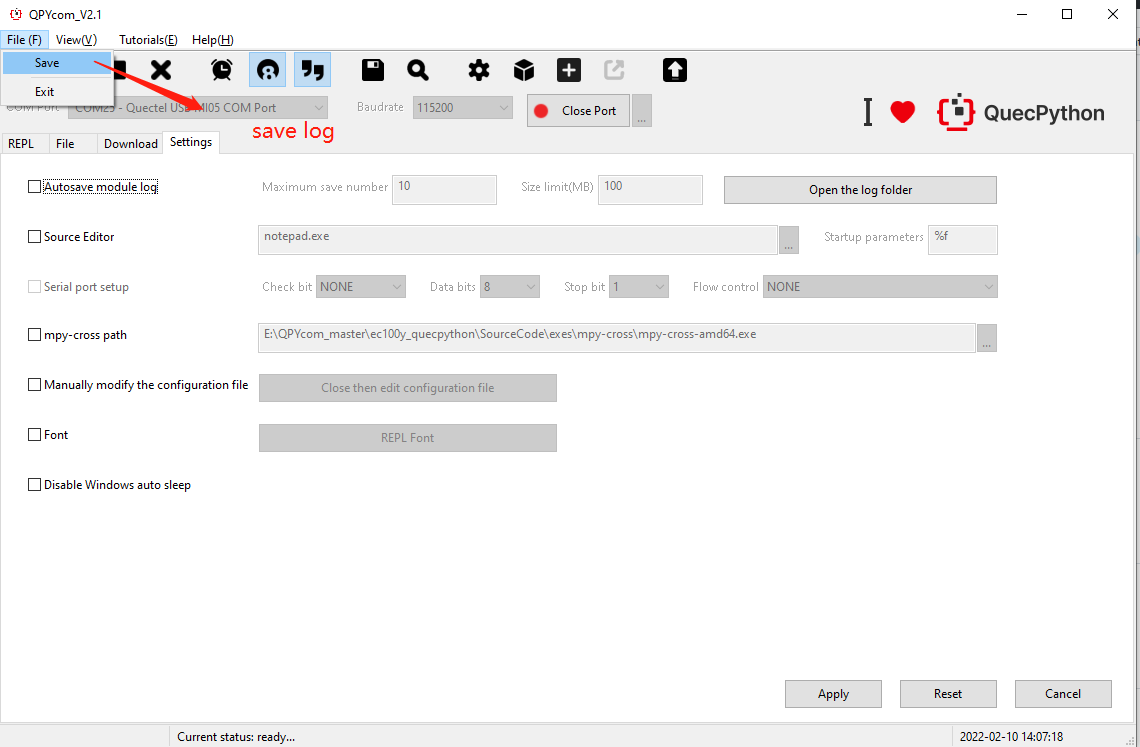 QPYcom_V2.1
File (F) View(V) Tutorials(E) Help(H)
Save
Exit
COM Port COM25 - Quectel USB MI05 COM Port Baudrate 115200 Close Port ...
I QuecPython
save log
REPL File Download Settings
Autosave module log Maximum save number 10 Size limit(MB) 100 Open the log folder
Source Editor notepad.exe ... Startup parameters %f
Serial port setup Check bit NONE Data bits 8 Stop bit 1 Flow control NONE
mpy-cross path E:\QPYcom_master\ec100y_quecpython\SourceCode\exes\mpy-cross\mpy-cross-amd64.exe ...
Manually modify the configuration file Close then edit configuration file
Font REPL Font
Disable Windows auto sleep
Apply Reset Cancel
Current status: ready... 2022-02-10 14:07:18